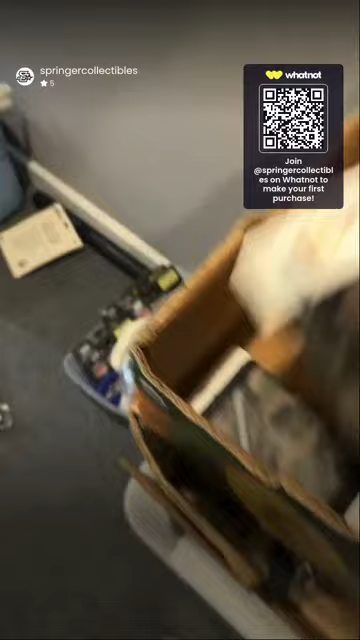 springercollectibles
5
whatnot
Join
@springercollectibl
es on Whatnot to
make your first
purchase!